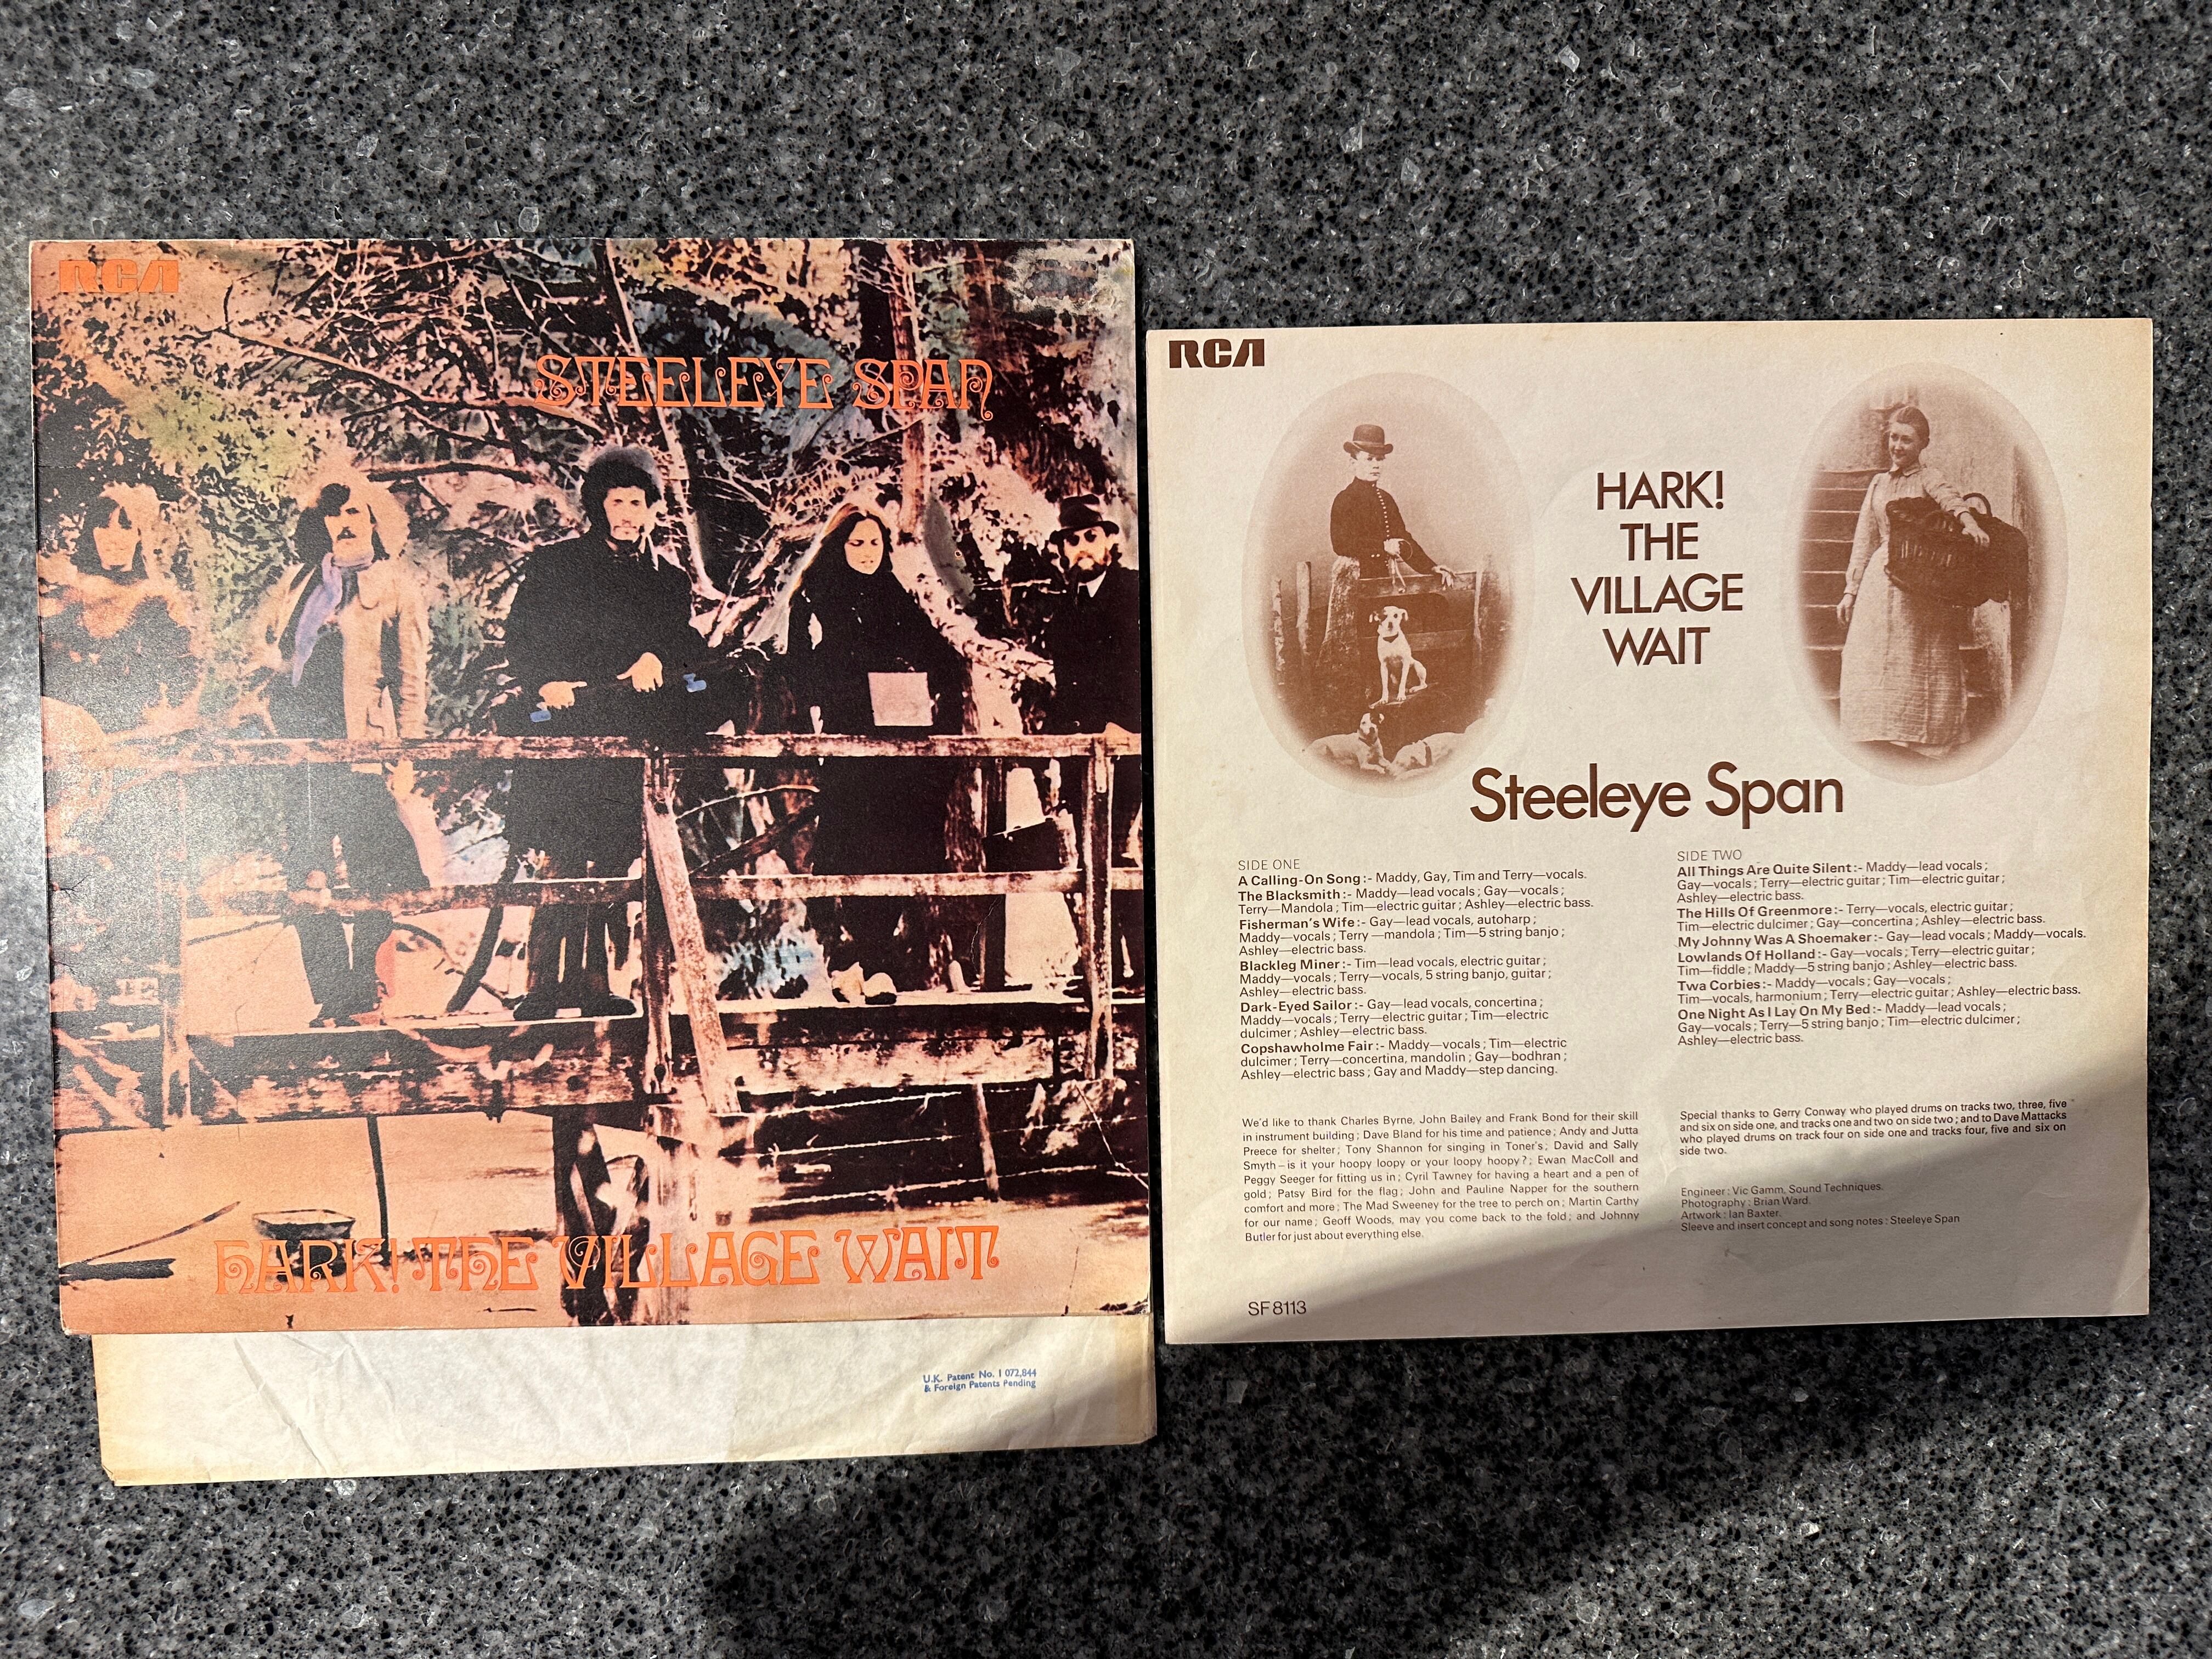 RCA
STEELEYE SPAN
HARK! THE VILLAGE WAIT
U.K. Patent No. 1 072,844
& Foreign Patents Pending
RCA
HARK!
THE
VILLAGE
WAIT
Steeleye Span
SIDE ONE
A Calling-On Song:- Maddy, Gay, Tim and Terry—vocals.
The Blacksmith:- Maddy—lead vocals; Gay—vocals;
Terry—Mandola; Tim—electric guitar; Ashley—electric bass.
Fisherman's Wife:- Gay—lead vocals, autoharp;
Maddy—vocals; Terry—mandola; Tim—5 string banjo;
Ashley—electric bass.
Blackleg Miner:- Tim—lead vocals, electric guitar;
Maddy—vocals; Terry—vocals, 5 string banjo, guitar;
Ashley—electric bass.
Dark-Eyed Sailor:- Gay—lead vocals, concertina;
Maddy—vocals; Terry—electric guitar; Tim—electric
dulcimer; Ashley—electric bass.
Copshawholme Fair:- Maddy—vocals; Tim—electric
dulcimer; Terry—concertina, mandolin; Gay—bodhran;
Ashley—electric bass; Gay and Maddy—step dancing.
SIDE TWO
All Things Are Quite Silent:- Maddy—lead vocals;
Gay—vocals; Terry—electric guitar; Tim—electric guitar;
Ashley—electric bass.
The Hills Of Greenmore:- Terry—vocals, electric guitar;
Tim—electric dulcimer; Gay—concertina; Ashley—electric bass.
My Johnny Was A Shoemaker:- Gay—lead vocals; Maddy—vocals.
Lowlands Of Holland:- Gay—vocals; Terry—electric guitar;
Tim—fiddle; Maddy—5 string banjo; Ashley—electric bass.
Twa Corbies:- Maddy—vocals; Gay—vocals;
Tim—vocals, harmonium; Terry—electric guitar; Ashley—electric bass.
One Night As I Lay On My Bed:- Maddy—lead vocals;
Gay—vocals; Terry—5 string banjo; Tim—electric dulcimer;
Ashley—electric bass.
We'd like to thank Charles Byrne, John Bailey and Frank Bond for their skill
in instrument building; Dave Bland for his time and patience; Andy and Jutta
Preece for shelter; Tony Shannon for singing in Toner's; David and Sally
Smyth–is it your hoopy loopy or your loopy hoopy?; Ewan MacColl and
Peggy Seeger for fitting us in; Cyril Tawney for having a heart and a pen of
gold; Patsy Bird for the flag; John and Pauline Napper for the southern
comfort and more; The Mad Sweeney for the tree to perch on; Martin Carthy
for our name; Geoff Woods, may you come back to the fold; and Johnny
Butler for just about everything else.
Special thanks to Gerry Conway who played drums on tracks two, three, five
and six on side one, and tracks one and two on side two; and to Dave Mattacks
who played drums on track four on side one and tracks four, five and six on
side two.
Engineer: Vic Gamm, Sound Techniques.
Photography: Brian Ward.
Artwork: Ian Baxter.
Sleeve and insert concept and song notes: Steeleye Span
SF 8113